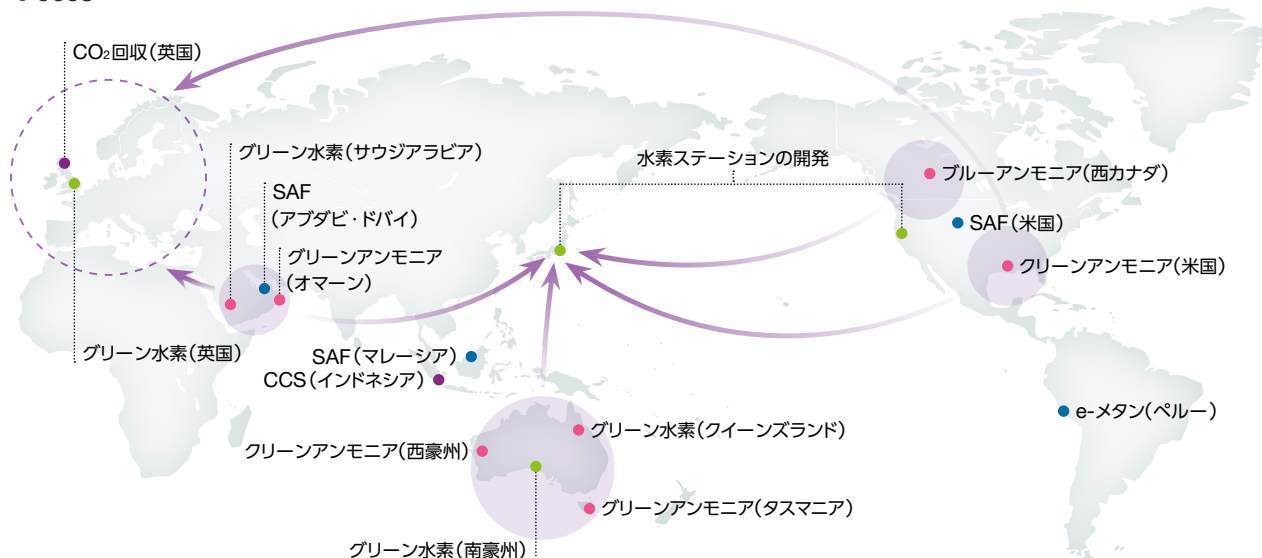 CO₂回収(英国)
グリーン水素(サウジアラビア)
SAF
(アブダビ・ドバイ)
グリーンアンモニア
(オマーン)
グリーン水素(英国)
水素ステーションの開発
ブルーアンモニア(西カナダ)
SAF(米国)
クリーンアンモニア(米国)
SAF(マレーシア)
CCS(インドネシア)
e-メタン(ペルー)
グリーン水素(クイーンズランド)
クリーンアンモニア(西豪州)
グリーンアンモニア(タスマニア)
グリーン水素(南豪州)